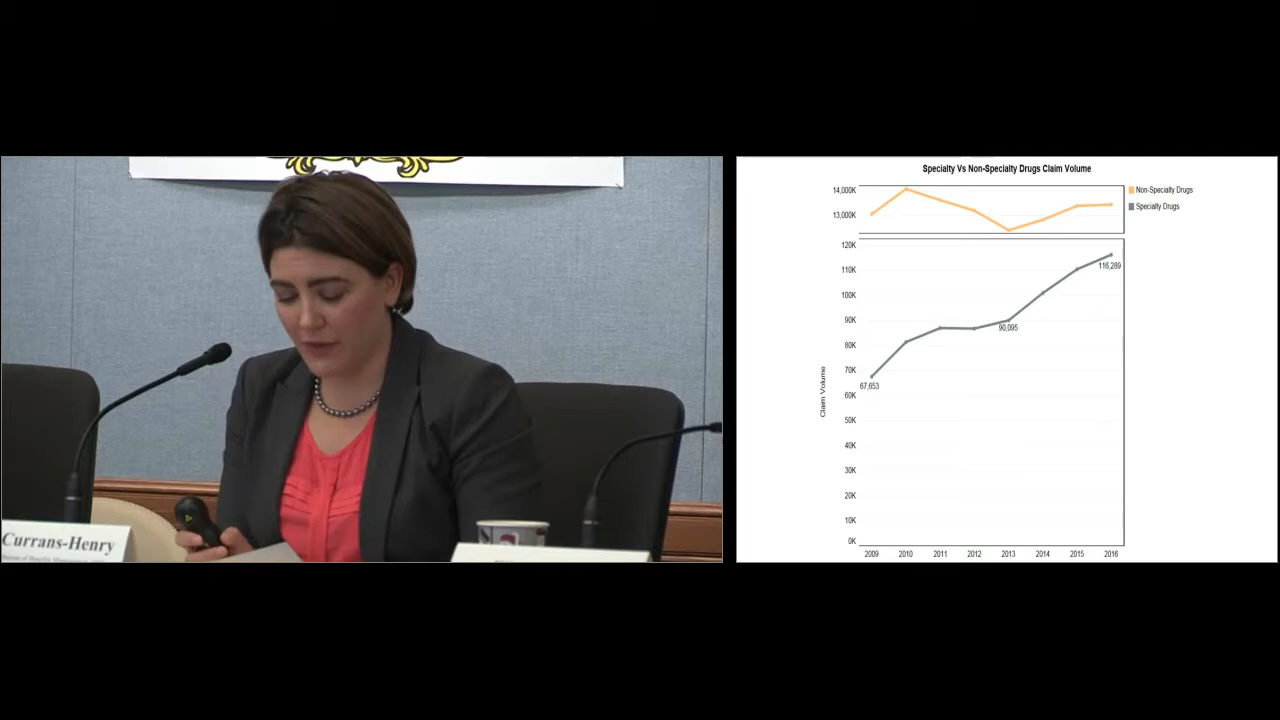 Currans-Henry
Specialty Vs Non-Specialty Drugs Claim Volume
14,000K
13,000K
Non-Specialty Drugs
Specialty Drugs
120K
110K
100K
90K
80K
70K
60K
50K
40K
30K
20K
10K
0K
Claim Volume
67,653
90,095
116,289
2009 2010 2011 2012 2013 2014 2015 2016